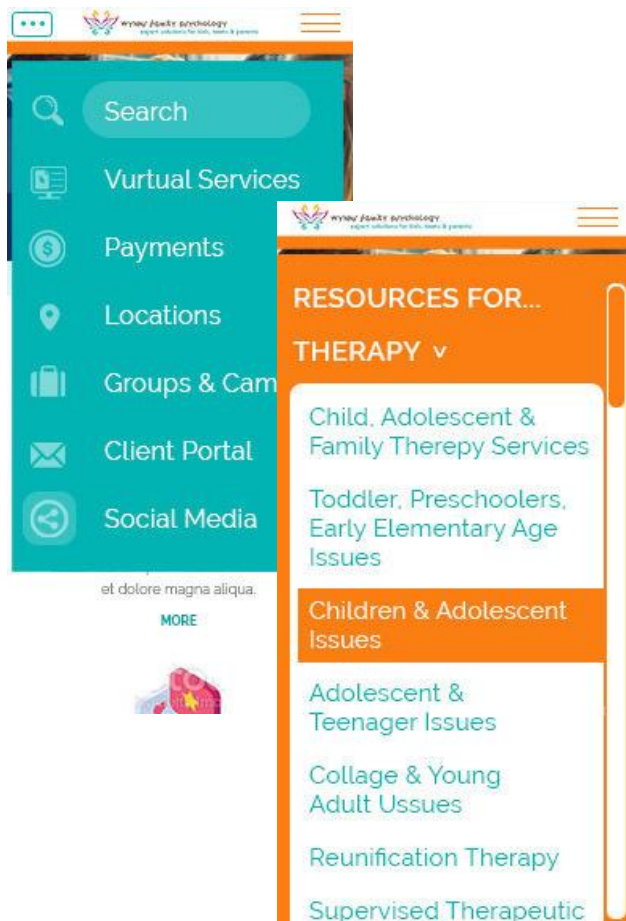 wynns family psychology
expert solutions for kids, teens & parents
Search
Vurtual Services
Payments
Locations
Groups & Cam
Client Portal
Social Media
et dolore magna aliqua.
MORE
wynns family psychology
expert solutions for kids, teens & parents
RESOURCES FOR...
THERAPY v
Child, Adolescent &
Family Therepy Services
Toddler, Preschoolers,
Early Elementary Age
Issues
Children & Adolescent
Issues
Adolescent &
Teenager Issues
Collage & Young
Adult Ussues
Reunification Therapy
Supervised Therapeutic